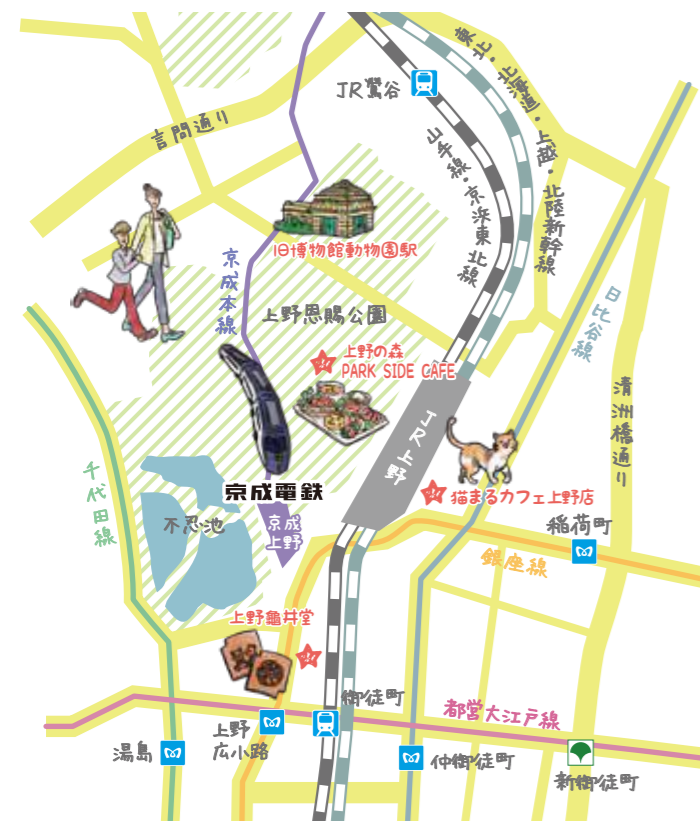 JR鶯谷
東北・北海道・上越・北陸新幹線
言問通り
山手線・京浜東北線
旧博物館動物園駅
京成本線
上野恩賜公園
日比谷線
上野の森
PARK SIDE CAFE
清洲橋通り
JR上野
千代田線
京成電鉄
猫まるカフェ上野店
不忍池
京成
上野
稲荷町
銀座線
上野龜井堂
御徒町
都営大江戸線
上野
広小路
湯島
仲御徒町
新御徒町